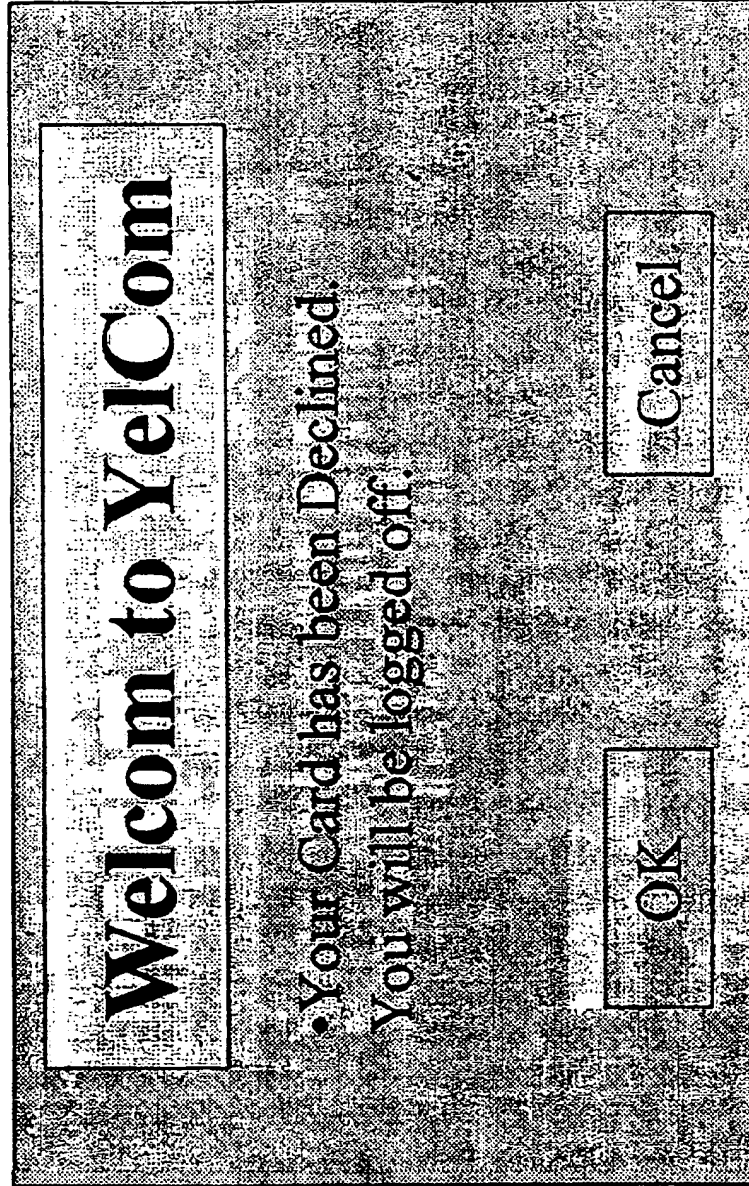 Welcom to YelCom
•Your Card has been Declined.
You will be logged off.
OK
Cancel